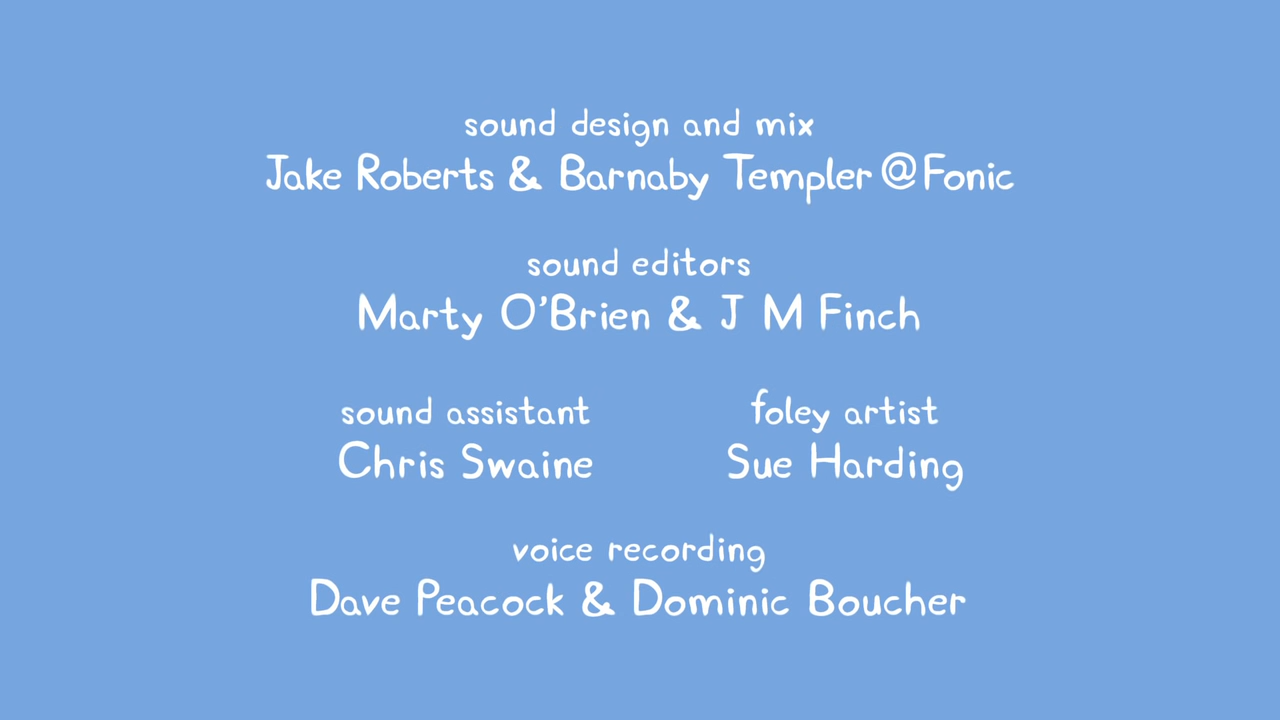 sound design and mix
Jake Roberts & Barnaby Templer @Fonic
sound editors
Marty O'Brien & J M Finch
sound assistant
Chris Swaine
foley artist
Sue Harding
voice recording
Dave Peacock & Dominic Boucher